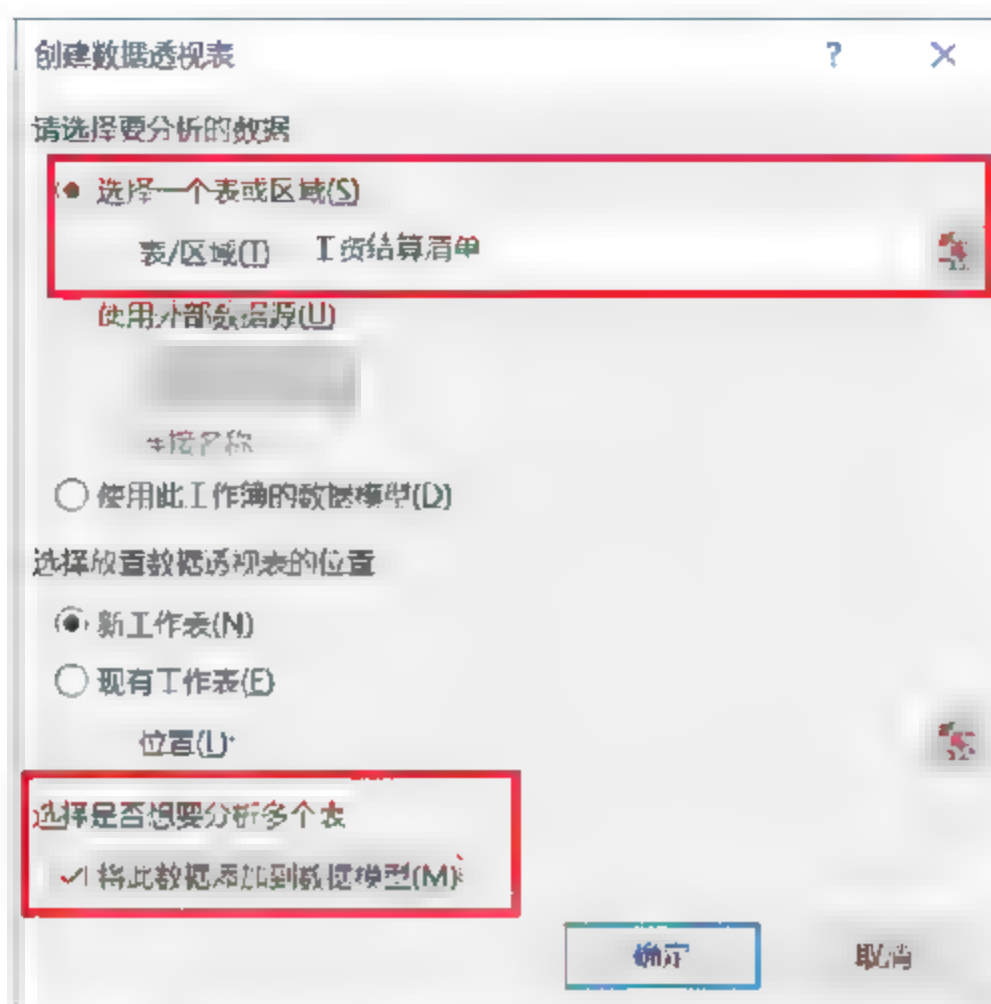 创建数据透视表
请选择要分析的数据
选择一个表或区域(S)
表/区域(T) 工资结算清单
使用外部数据源(U)
连接名称
使用此工作簿的数据模型(D)
选择放置数据透视表的位置
新工作表(N)
现有工作表(E)
位置(L)
选择是否想要分析多个表
将此数据添加到数据模型(M)
确定 取消